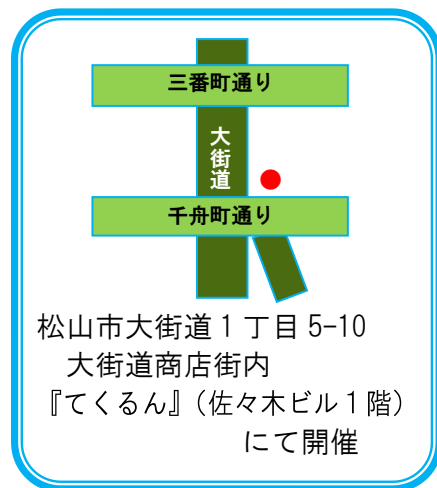 三番町通り
大街道
千舟町通り
松山市大街道１丁目 5-10
大街道商店街内
『てくるん』（佐々木ビル１階）
にて開催